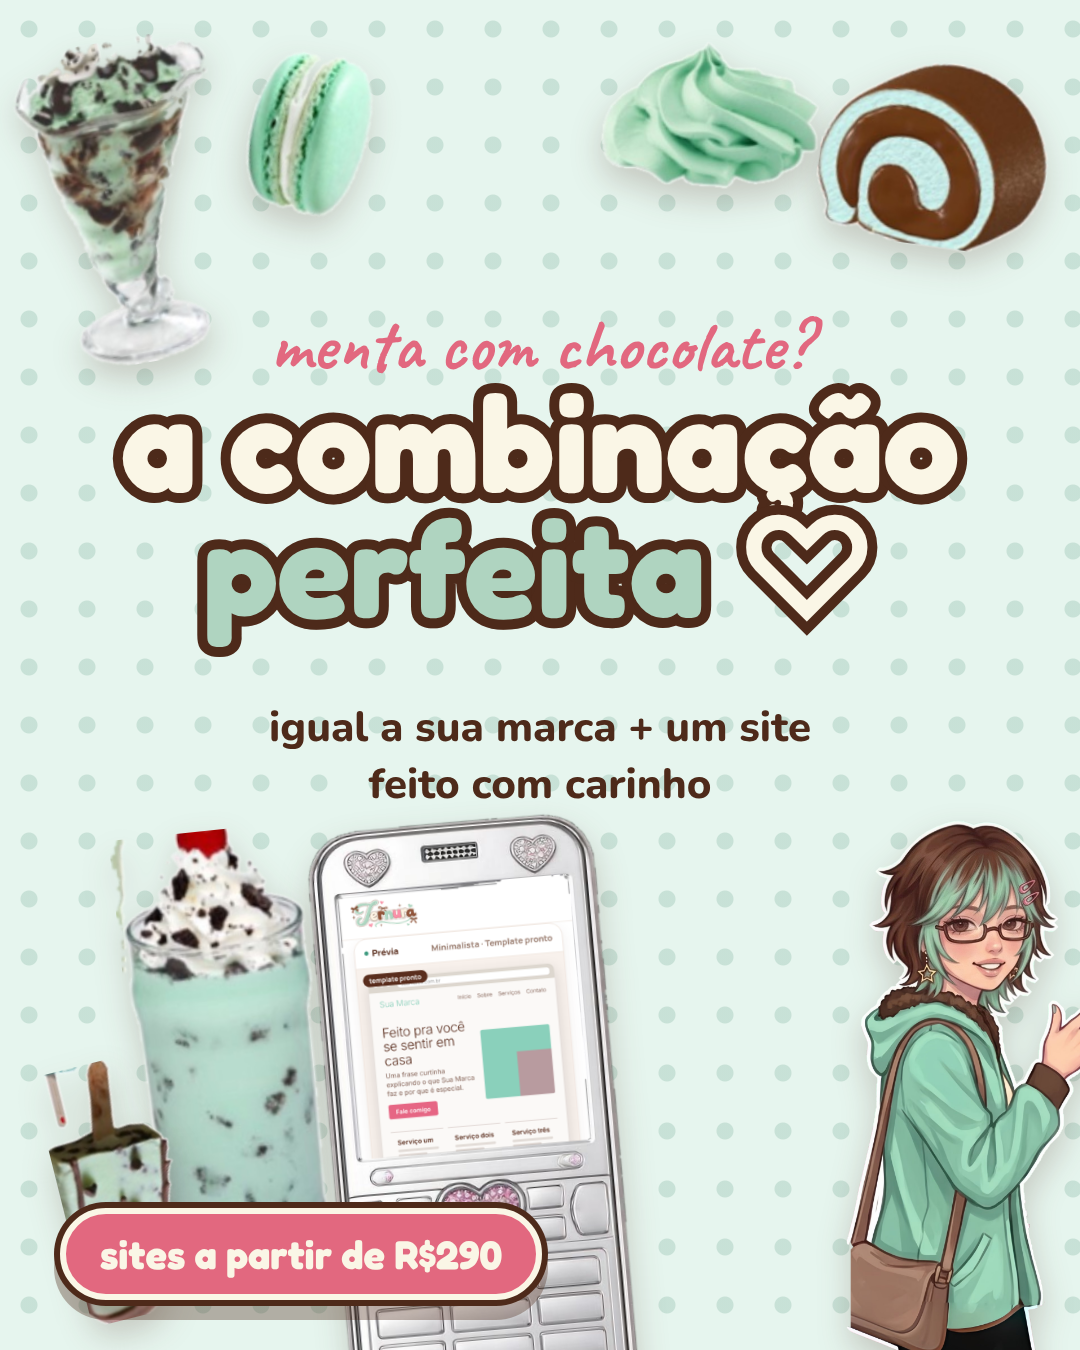 menta com chocolate?
a combinação
perfeita ♡
igual a sua marca + um site
feito com carinho
Ternura
Prévia
Minimalista · Template pronto
template pronto
Sua Marca
Início Sobre Serviços Contato
Feito pra você
se sentir em
casa
Uma frase curtinha
explicando o que Sua Marca
faz e por que é especial.
Fale comigo
Serviço um Serviço dois Serviço três
sites a partir de R$290